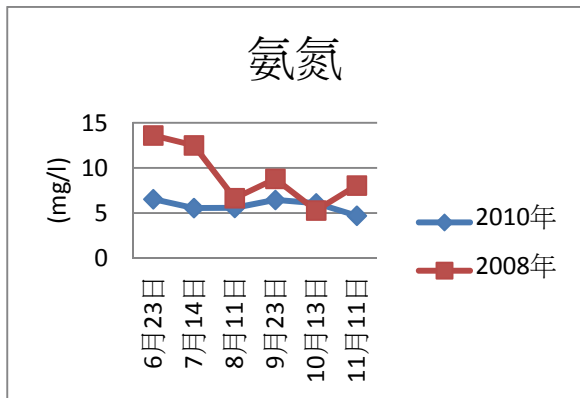 氨氮
15
10
5
0
(mg/l)
6月23日
7月14日
8月11日
9月23日
10月13日
11月11日
2010年
2008年